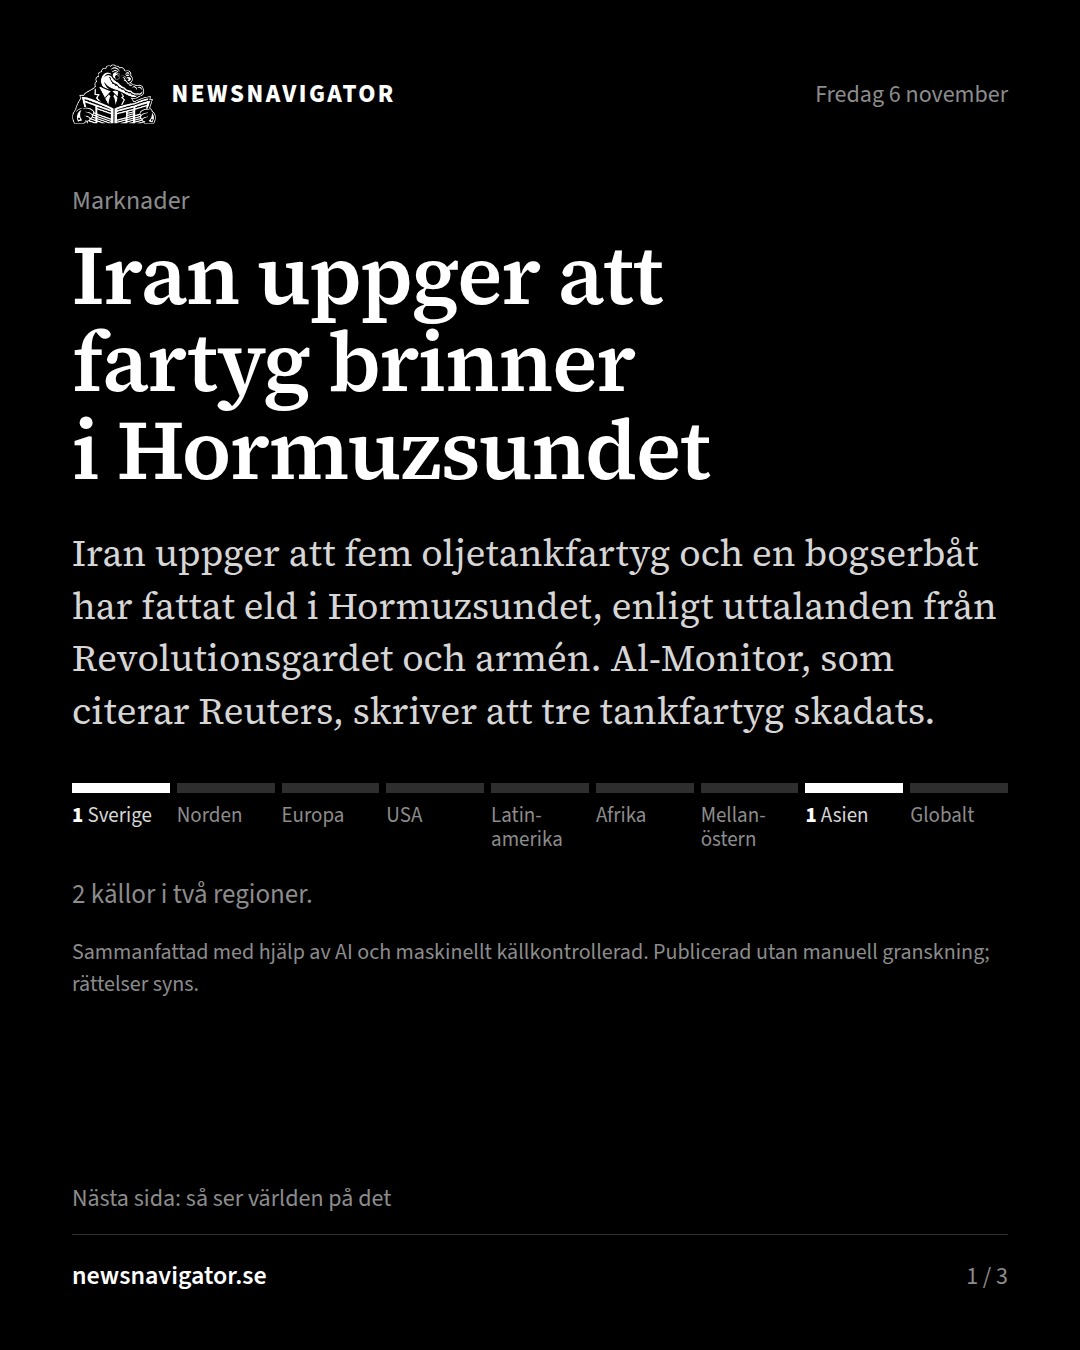 NEWSNAVIGATOR
Fredag 6 november
Marknader
Iran uppger att
fartyg brinner
i Hormuzsundet
Iran uppger att fem oljetankfartyg och en bogserbåt
har fattat eld i Hormuzsundet, enligt uttalanden från
Revolutionsgardet och armén. Al-Monitor, som
citerar Reuters, skriver att tre tankfartyg skadats.
1 Sverige
Norden
Europa
USA
Latin-
amerika
Afrika
Mellan-
östern
1 Asien
Globalt
2 källor i två regioner.
Sammanfattad med hjälp av AI och maskinellt källkontrollerad. Publicerad utan manuell granskning;
rättelser syns.
Nästa sida: så ser världen på det
newsnavigator.se
1 / 3